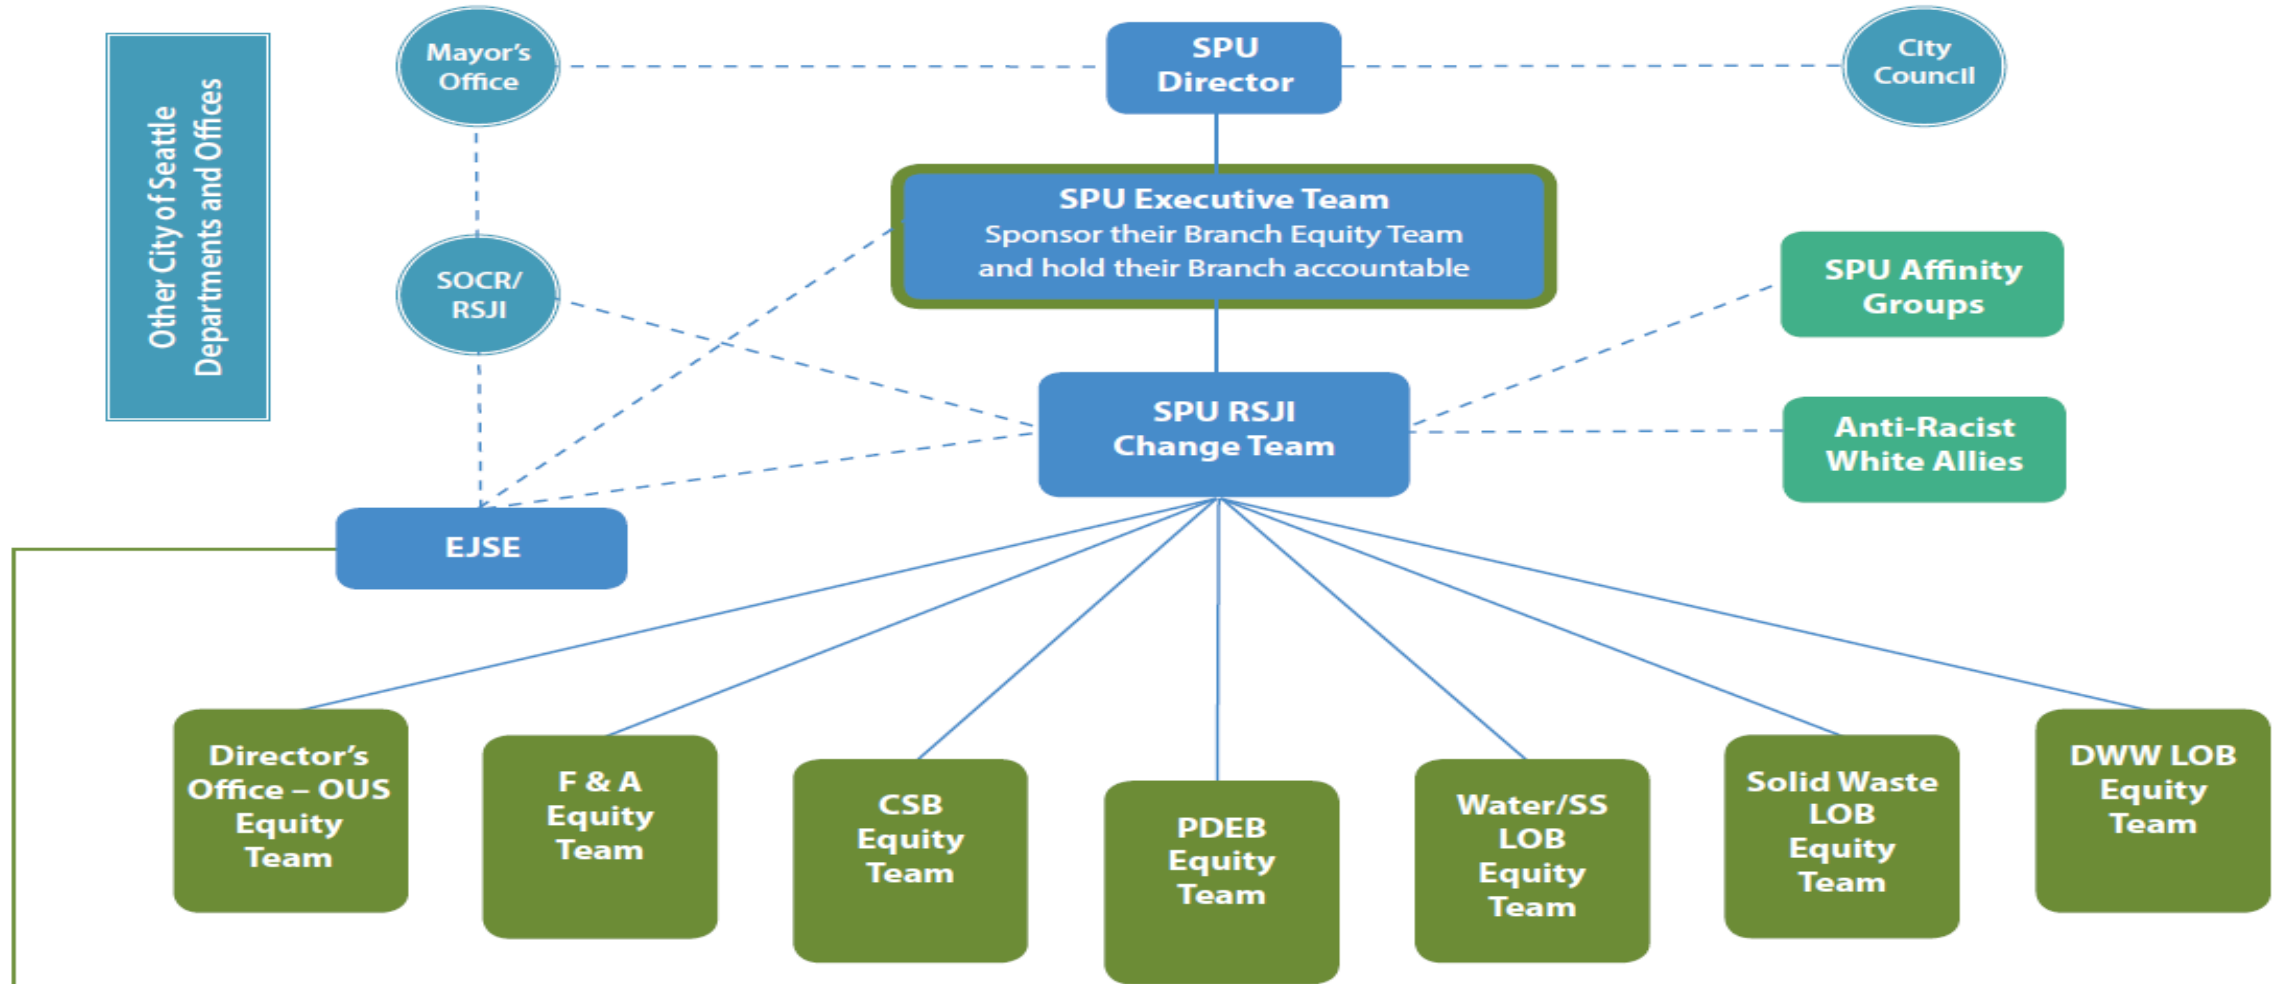 Other City of Seattle
Departments and Offices
Mayor's
Office
SPU
Director
CIty
CouncIl
SPU Executive Team
Sponsor their Branch Equity Team
and hold their Branch accountable
SOCR/
RSJI
SPU Affinity
Groups
SPU RSJI
Change Team
Anti-Racist
White Allies
EJSE
Director's
Office – OUS
Equity
Team
F & A
Equity
Team
CSB
Equity
Team
PDEB
Equity
Team
Water/SS
LOB
Equity
Team
Solid Waste
LOB
Equity
Team
DWW LOB
Equity
Team